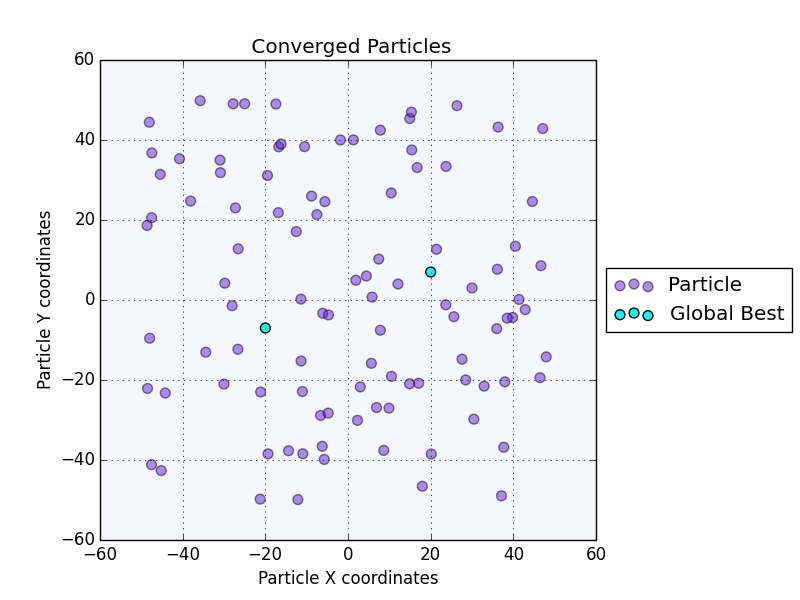 Converged Particles
60
40
20
0
−20
−40
−60
−60 −40 −20 0 20 40 60
Particle Y coordinates
Particle X coordinates
Particle
Global Best